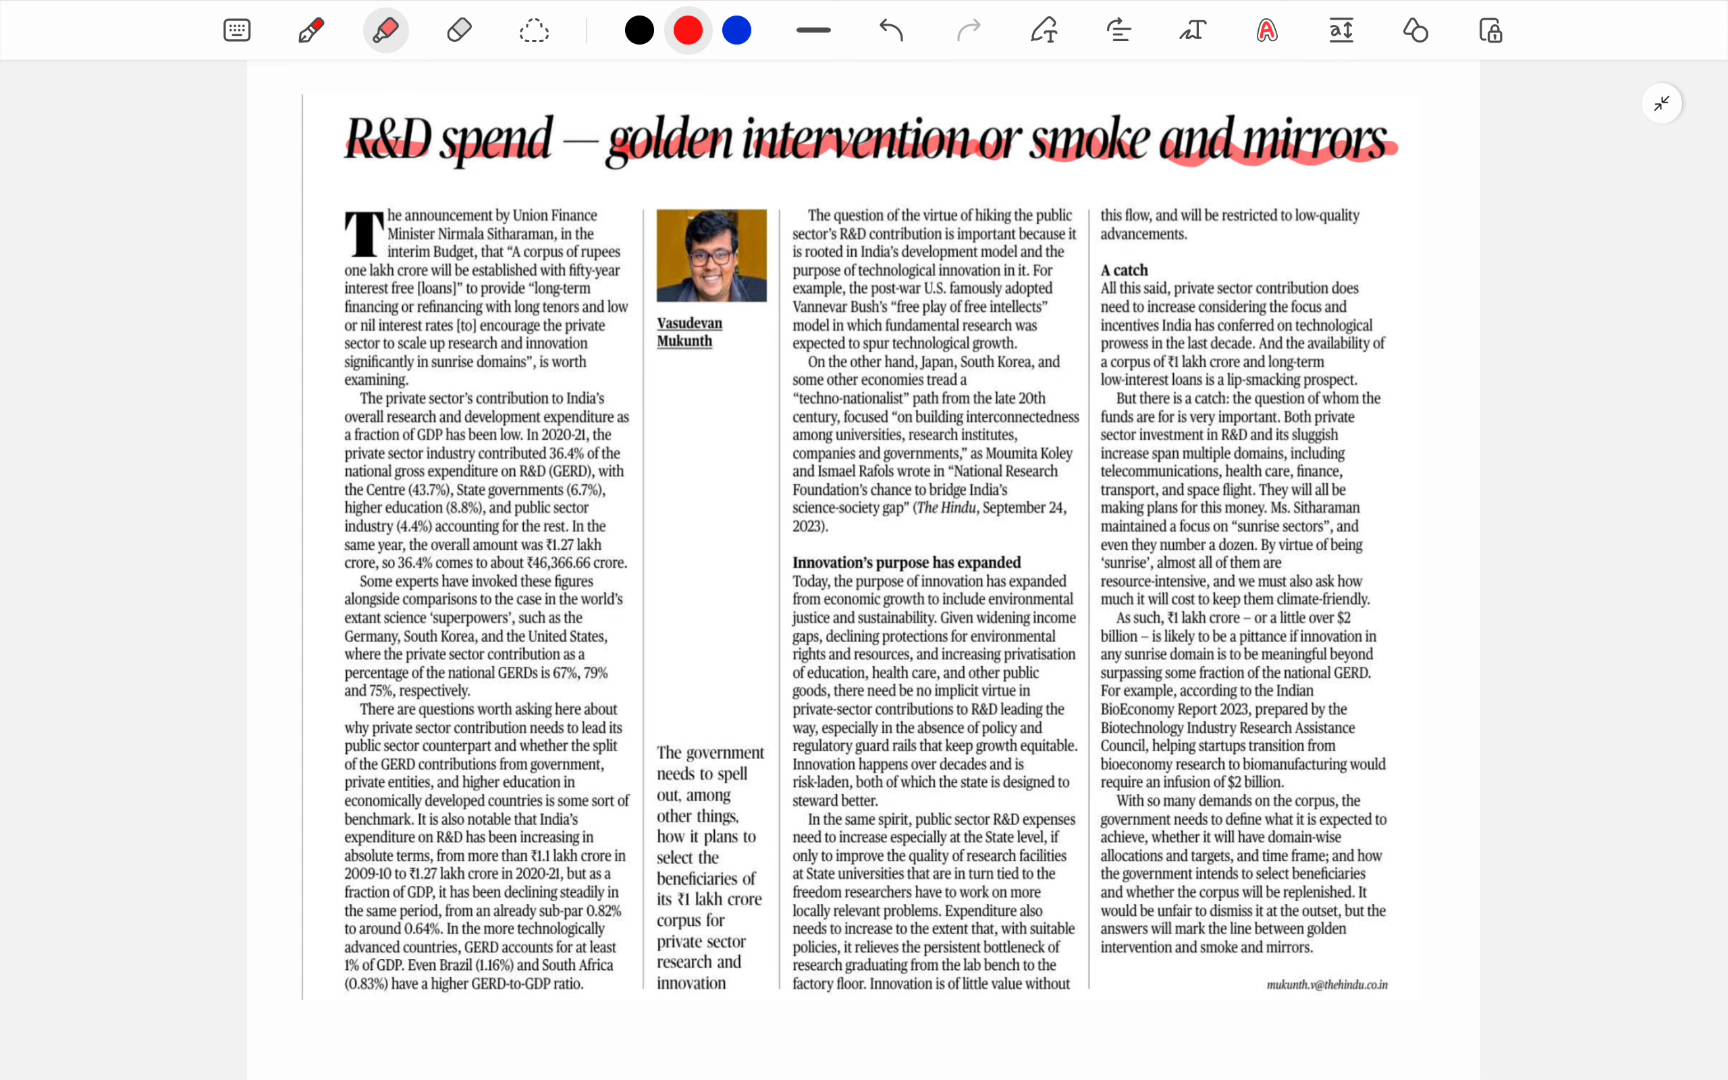 R&D spend — golden intervention or smoke and mirrors
The announcement by Union Finance
Minister Nirmala Sitharaman, in the
interim Budget, that “A corpus of rupees
one lakh crore will be established with fifty-year
interest free [loans]” to provide “long-term
financing or refinancing with long tenors and low
or nil interest rates [to] encourage the private
sector to scale up research and innovation
significantly in sunrise domains”, is worth
examining.
The private sector’s contribution to India’s
overall research and development expenditure as
a fraction of GDP has been low. In 2020-21, the
private sector industry contributed 36.4% of the
national gross expenditure on R&D (GERD), with
the Centre (43.7%), State governments (6.7%),
higher education (8.8%), and public sector
industry (4.4%) accounting for the rest. In the
same year, the overall amount was ₹1.27 lakh
crore, so 36.4% comes to about ₹46,366.66 crore.
Some experts have invoked these figures
alongside comparisons to the case in the world’s
extant science ‘superpowers’, such as the
Germany, South Korea, and the United States,
where the private sector contribution as a
percentage of the national GERDs is 67%, 79%
and 75%, respectively.
There are questions worth asking here about
why private sector contribution needs to lead its
public sector counterpart and whether the split
of the GERD contributions from government,
private entities, and higher education in
economically developed countries is some sort of
benchmark. It is also notable that India’s
expenditure on R&D has been increasing in
absolute terms, from more than ₹1.1 lakh crore in
2009-10 to ₹1.27 lakh crore in 2020-21, but as a
fraction of GDP, it has been declining steadily in
the same period, from an already sub-par 0.82%
to around 0.64%. In the more technologically
advanced countries, GERD accounts for at least
1% of GDP. Even Brazil (1.16%) and South Africa
(0.83%) have a higher GERD-to-GDP ratio.
Vasudevan
Mukunth
The government
needs to spell
out, among
other things,
how it plans to
select the
beneficiaries of
its ₹1 lakh crore
corpus for
private sector
research and
innovation
The question of the virtue of hiking the public
sector’s R&D contribution is important because it
is rooted in India’s development model and the
purpose of technological innovation in it. For
example, the post-war U.S. famously adopted
Vannevar Bush’s “free play of free intellects”
model in which fundamental research was
expected to spur technological growth.
On the other hand, Japan, South Korea, and
some other economies tread a
“techno-nationalist” path from the late 20th
century, focused “on building interconnectedness
among universities, research institutes,
companies and governments,” as Moumita Koley
and Ismael Rafols wrote in “National Research
Foundation’s chance to bridge India’s
science-society gap” (The Hindu, September 24,
2023).
Innovation’s purpose has expanded
Today, the purpose of innovation has expanded
from economic growth to include environmental
justice and sustainability. Given widening income
gaps, declining protections for environmental
rights and resources, and increasing privatisation
of education, health care, and other public
goods, there need be no implicit virtue in
private-sector contributions to R&D leading the
way, especially in the absence of policy and
regulatory guard rails that keep growth equitable.
Innovation happens over decades and is
risk-laden, both of which the state is designed to
steward better.
In the same spirit, public sector R&D expenses
need to increase especially at the State level, if
only to improve the quality of research facilities
at State universities that are in turn tied to the
freedom researchers have to work on more
locally relevant problems. Expenditure also
needs to increase to the extent that, with suitable
policies, it relieves the persistent bottleneck of
research graduating from the lab bench to the
factory floor. Innovation is of little value without
this flow, and will be restricted to low-quality
advancements.
A catch
All this said, private sector contribution does
need to increase considering the focus and
incentives India has conferred on technological
prowess in the last decade. And the availability of
a corpus of ₹1 lakh crore and long-term
low-interest loans is a lip-smacking prospect.
But there is a catch: the question of whom the
funds are for is very important. Both private
sector investment in R&D and its sluggish
increase span multiple domains, including
telecommunications, health care, finance,
transport, and space flight. They will all be
making plans for this money. Ms. Sitharaman
maintained a focus on “sunrise sectors”, and
even they number a dozen. By virtue of being
‘sunrise’, almost all of them are
resource-intensive, and we must also ask how
much it will cost to keep them climate-friendly.
As such, ₹1 lakh crore – or a little over $2
billion – is likely to be a pittance if innovation in
any sunrise domain is to be meaningful beyond
surpassing some fraction of the national GERD.
For example, according to the Indian
BioEconomy Report 2023, prepared by the
Biotechnology Industry Research Assistance
Council, helping startups transition from
bioeconomy research to biomanufacturing would
require an infusion of $2 billion.
With so many demands on the corpus, the
government needs to define what it is expected to
achieve, whether it will have domain-wise
allocations and targets, and time frame; and how
the government intends to select beneficiaries
and whether the corpus will be replenished. It
would be unfair to dismiss it at the outset, but the
answers will mark the line between golden
intervention and smoke and mirrors.
mukunth.v@thehindu.co.in